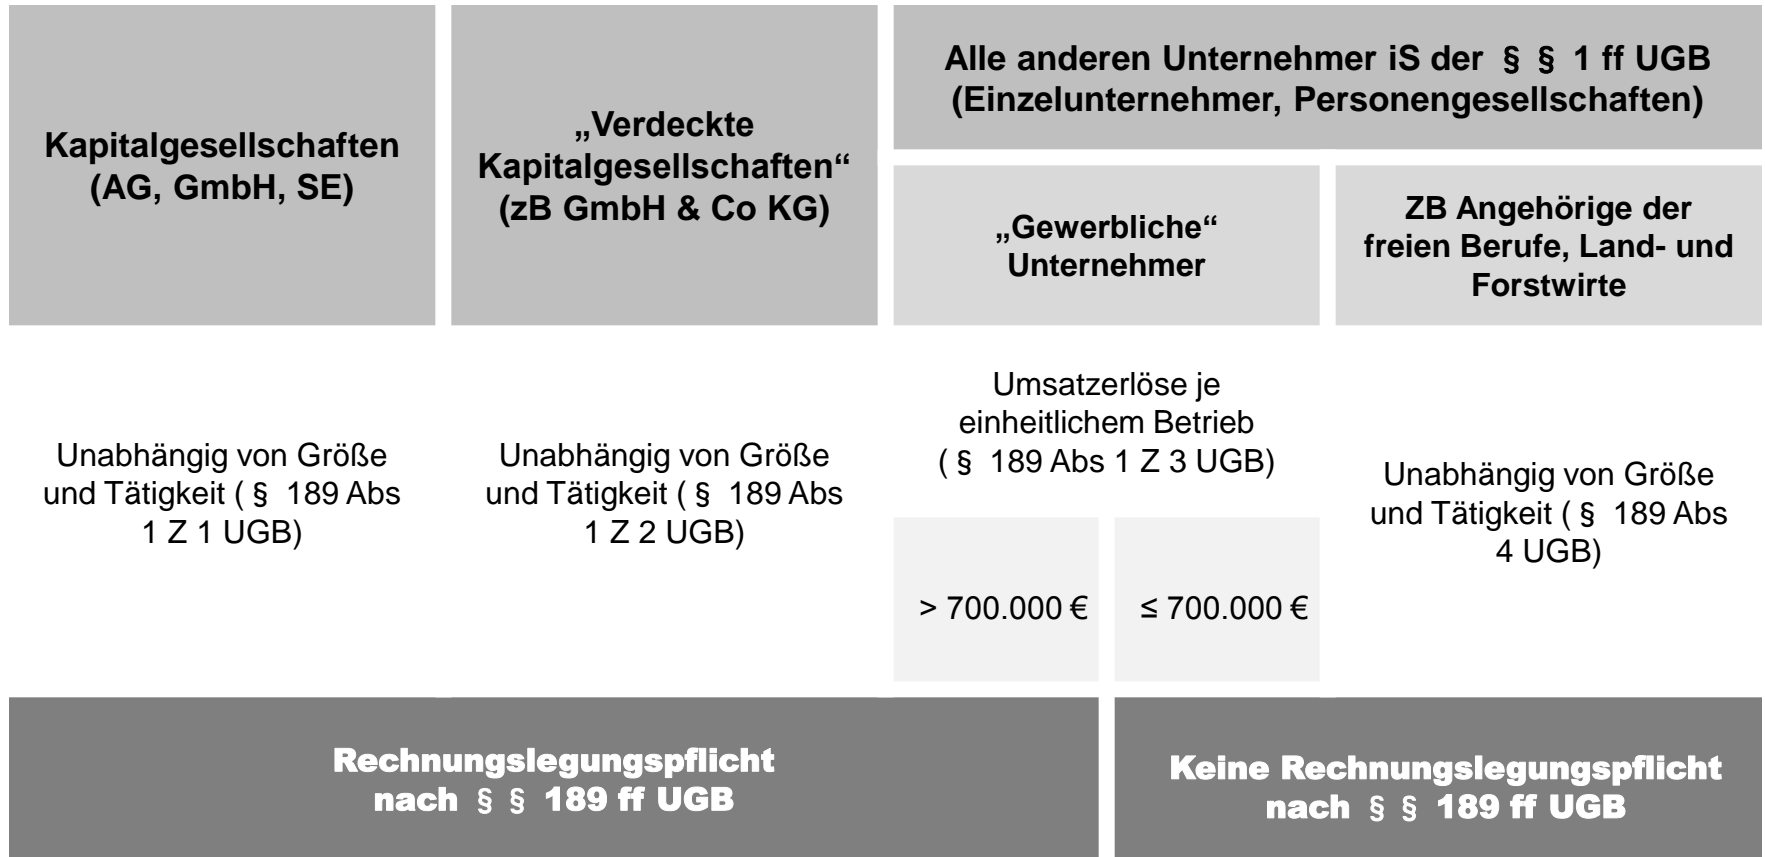 Kapitalgesellschaften
(AG, GmbH, SE)
„Verdeckte
Kapitalgesellschaften“
(zB GmbH & Co KG)
Alle anderen Unternehmer iS der § § 1 ff UGB
(Einzelunternehmer, Personengesellschaften)
„Gewerbliche“
Unternehmer
ZB Angehörige der
freien Berufe, Land- und
Forstwirte
Unabhängig von Größe
und Tätigkeit ( § 189 Abs
1 Z 1 UGB)
Unabhängig von Größe
und Tätigkeit ( § 189 Abs
1 Z 2 UGB)
Umsatzerlöse je
einheitlichem Betrieb
( § 189 Abs 1 Z 3 UGB)
> 700.000 €
≤ 700.000 €
Unabhängig von Größe
und Tätigkeit ( § 189 Abs
4 UGB)
Rechnungslegungspflicht
nach § § 189 ff UGB
Keine Rechnungslegungspflicht
nach § § 189 ff UGB